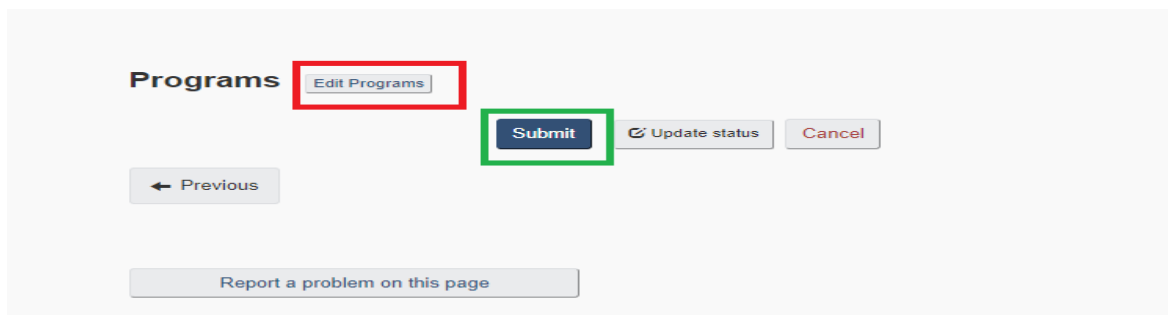 Programs Edit Programs
Submit Update status Cancel
Previous
Report a problem on this page